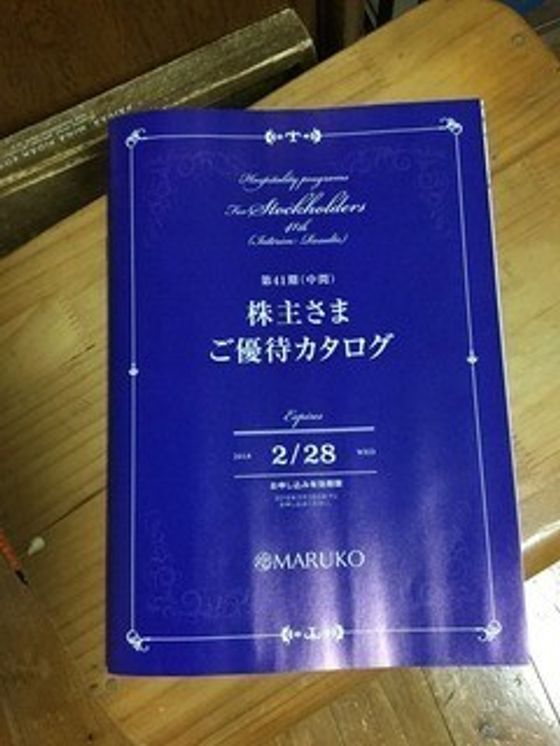 Hospitality programs
For Stockholders
41th
(Interim Results)
第41期(中間)
株主さま
ご優待カタログ
Expires
2018 2/28 WED
お申し込み有効期限
MARUKO